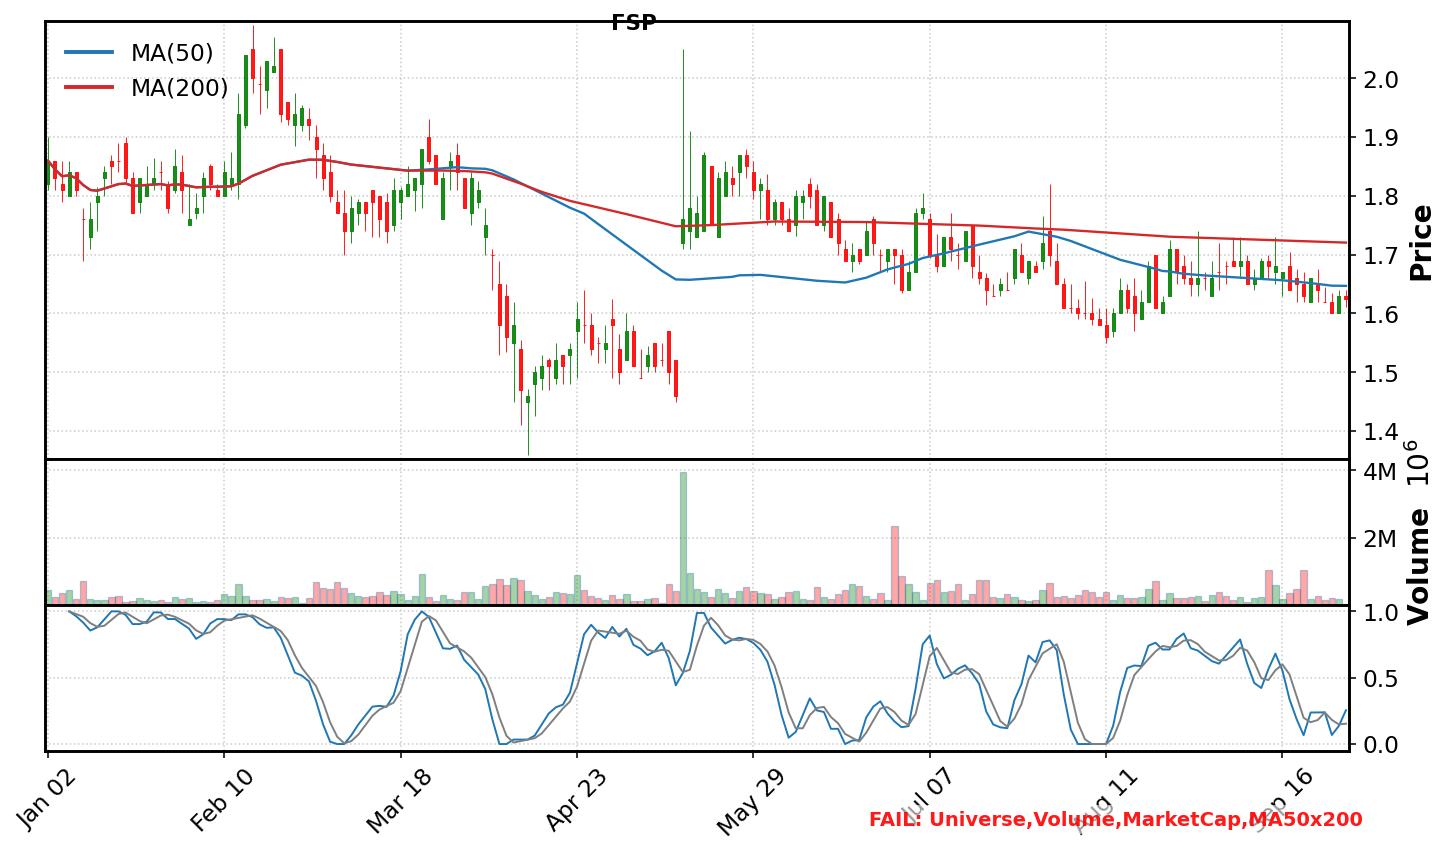 FSP
MA(50)
MA(200)
2.0
1.9
1.8
1.7
1.6
1.5
1.4
Price
4M
2M
Volume 10^6
1.0
0.5
0.0
Jan 02
Feb 10
Mar 18
Apr 23
May 29
Jul 07
Aug 11
Sep 16
FAIL: Universe,Volume,MarketCap,MA50x200